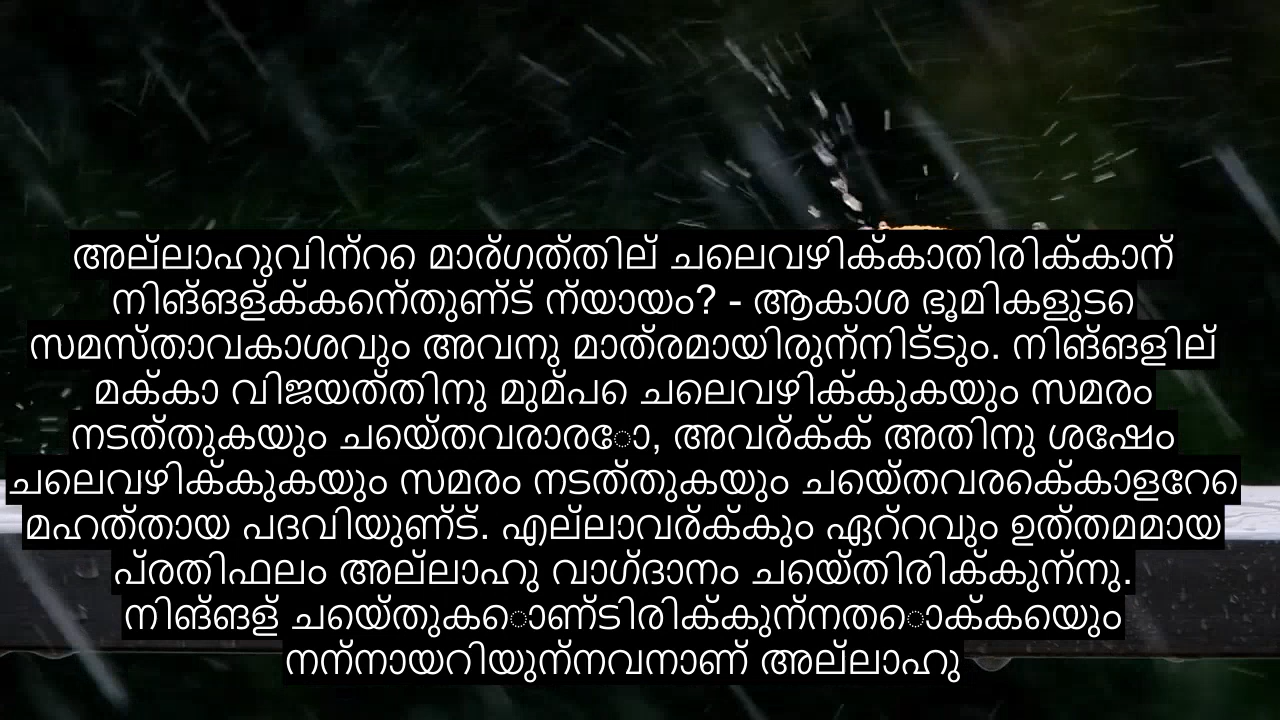 അല്ലാഹുവിന്റെ മാര്ഗത്തില് ചെലവഴിക്കാതിരിക്കാന്
നിങ്ങള്ക്കെന്തുണ്ട് ന്യായം? - ആകാശ ഭൂമികളുടെ
സമസ്താവകാശവും അവനു മാത്രമായിരുന്നിട്ടും. നിങ്ങളില്
മക്കാ വിജയത്തിനു മുമ്പെ ചെലവഴിക്കുകയും സമരം
നടത്തുകയും ചെയ്തവരാരോ, അവര്ക്ക് അതിനു ശേഷം
ചെലവഴിക്കുകയും സമരം നടത്തുകയും ചെയ്തവരെക്കാളേറെ
മഹത്തായ പദവിയുണ്ട്. എല്ലാവര്ക്കും ഏറ്റവും ഉത്തമമായ
പ്രതിഫലം അല്ലാഹു വാഗ്ദാനം ചെയ്തിരിക്കുന്നു.
നിങ്ങള് ചെയ്തുകൊണ്ടിരിക്കുന്നതൊക്കെയും
നന്നായറിയുന്നവനാണ് അല്ലാഹു